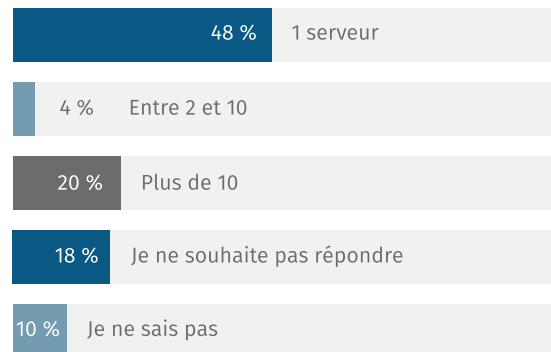 48 % 1 serveur
4 % Entre 2 et 10
20 % Plus de 10
18 % Je ne souhaite pas répondre
10 % Je ne sais pas